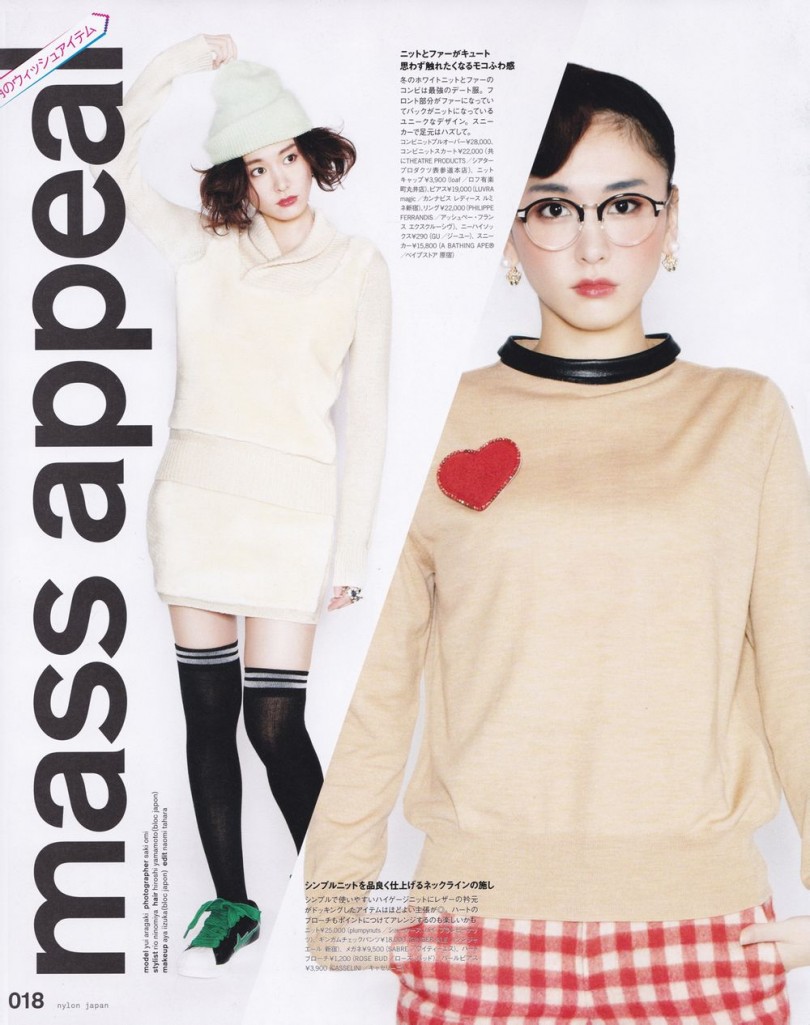 のウィッシュアイテム
mass appeal
ニットとファーがキュート
思わず触れたくなるモコふわ感
冬のホワイトニットとファーの
コンビは最強のデート服。フ
ロント部分がファーになってい
てバックがニットになっている
ユニークなデザイン。スニー
カーで足元はハズして。
コンビニットプルオーバー¥28,000、
コンビニットスカート¥22,000（共
にTHEATRE PRODUCTS／シアター
プロダクツ表参道本店）、ニット
キャップ¥3,900（loaf／ロフ有楽
町丸井店）、ピアス¥19,000（LUVRA
magic／カンナビス レディース ルミ
ネ新宿）、リング¥22,000（PHILIPPE
FERRANDIS／アッシュペー・フラン
ス エクスクルーシヴ）、ニーハイソッ
クス¥290（GU／ジーユー）、スニー
カー¥15,800（A BATHING APE®
／ベイプストア 原宿）
model yui aragaki photographer saki omi
stylist rio ninomiya hair hiroshi yamamoto(bloc japon)
makeup aya iizuka(bloc japon) edit naomi tahara
シンプルニットを品良く仕上げるネックラインの施し
シンプルで使いやすいハイゲージニットにレザーの衿元
がドッキングしたアイテムはほどよい主張が◎。ハートの
ブローチもポイントにつけてアレンジするのも楽しいかも。
ニット¥25,000（plumpynuts
ギンガムチェックパンツ¥18,000
エール 新宿）、メガネ¥9,500（SABRE
ブローチ¥1,200（ROSE BUD
¥3,900（CASSELINI／キャセリーニ）
018 nylon japan